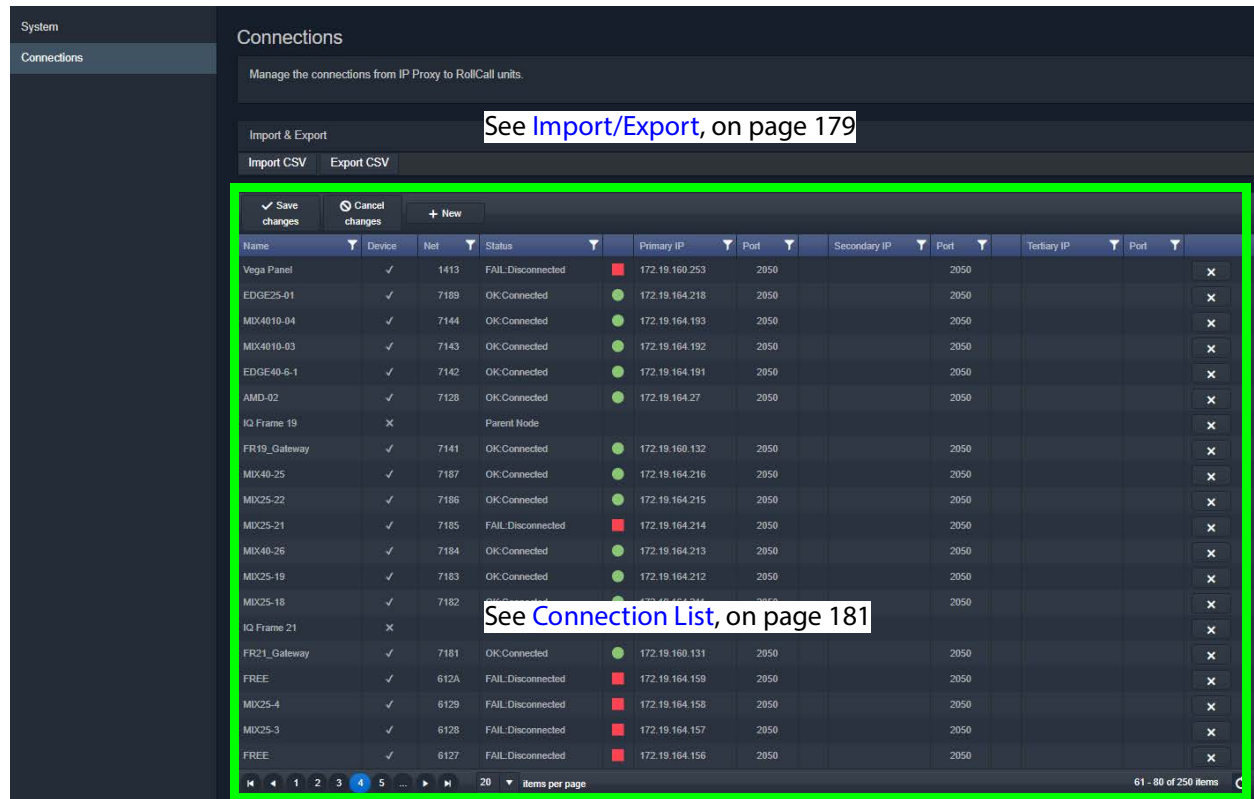 System
Connections
Connections
Manage the connections from IP Proxy to RollCall units.
Import & Export
See Import/Export, on page 179
Import CSV Export CSV
Save changes Cancel changes + New
Name Device Net Status Primary IP Port Secondary IP Port Tertiary IP Port
Vega Panel ✓ 1413 FAIL:Disconnected 172.19.160.253 2050 2050 ×
EDGE25-01 ✓ 7189 OK:Connected 172.19.164.218 2050 2050 ×
MIX4010-04 ✓ 7144 OK:Connected 172.19.164.193 2050 2050 ×
MIX4010-03 ✓ 7143 OK:Connected 172.19.164.192 2050 2050 ×
EDGE40-6-1 ✓ 7142 OK:Connected 172.19.164.191 2050 2050 ×
AMD-02 ✓ 7128 OK:Connected 172.19.164.27 2050 2050 ×
IQ Frame 19 × Parent Node ×
FR19_Gateway ✓ 7141 OK:Connected 172.19.160.132 2050 2050 ×
MIX40-25 ✓ 7187 OK:Connected 172.19.164.216 2050 2050 ×
MIX25-22 ✓ 7186 OK:Connected 172.19.164.215 2050 2050 ×
MIX25-21 ✓ 7185 FAIL:Disconnected 172.19.164.214 2050 2050 ×
MIX40-26 ✓ 7184 OK:Connected 172.19.164.213 2050 2050 ×
MIX25-19 ✓ 7183 OK:Connected 172.19.164.212 2050 2050 ×
MIX25-18 ✓ 7182 2050 ×
See Connection List, on page 181
IQ Frame 21 × ×
FR21_Gateway ✓ 7181 OK:Connected 172.19.160.131 2050 2050 ×
FREE ✓ 612A FAIL:Disconnected 172.19.164.159 2050 2050 ×
MIX25-4 ✓ 6129 FAIL:Disconnected 172.19.164.158 2050 2050 ×
MIX25-3 ✓ 6128 FAIL:Disconnected 172.19.164.157 2050 2050 ×
FREE ✓ 6127 FAIL:Disconnected 172.19.164.156 2050 2050 ×
1 2 3 4 5 ... 20 items per page 61 - 80 of 250 items